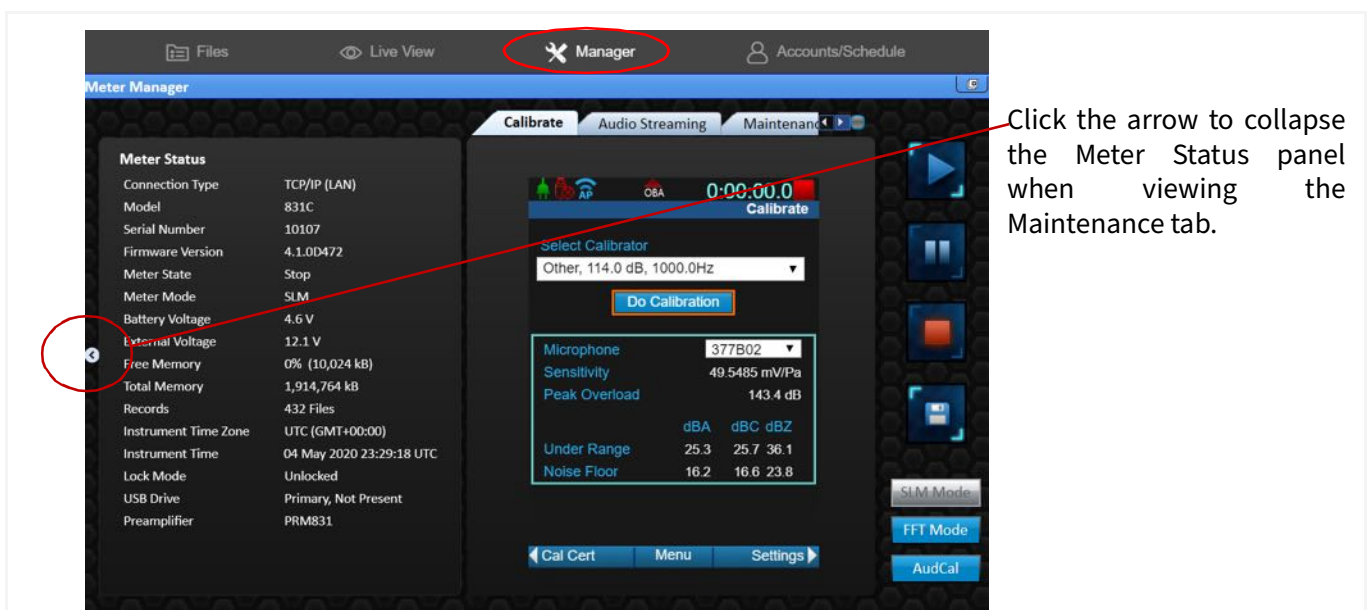 Files Live View Manager Accounts/Schedule
Meter Manager
Calibrate Audio Streaming Maintenanc
Meter Status
Connection Type TCP/IP (LAN)
Model 831C
Serial Number 10107
Firmware Version 4.1.0D472
Meter State Stop
Meter Mode SLM
Battery Voltage 4.6 V
External Voltage 12.1 V
Free Memory 0% (10,024 kB)
Total Memory 1,914,764 kB
Records 432 Files
Instrument Time Zone UTC (GMT+00:00)
Instrument Time 04 May 2020 23:29:18 UTC
Lock Mode Unlocked
USB Drive Primary, Not Present
Preamplifier PRM831
AP OBA 0:00:00.0
Calibrate
Select Calibrator
Other, 114.0 dB, 1000.0Hz
Do Calibration
Microphone 377B02
Sensitivity 49.5485 mV/Pa
Peak Overload 143.4 dB
dBA dBC dBZ
Under Range 25.3 25.7 36.1
Noise Floor 16.2 16.6 23.8
Cal Cert Menu Settings
SLM Mode
FFT Mode
AudCal
Click the arrow to collapse
the Meter Status panel
when viewing the
Maintenance tab.